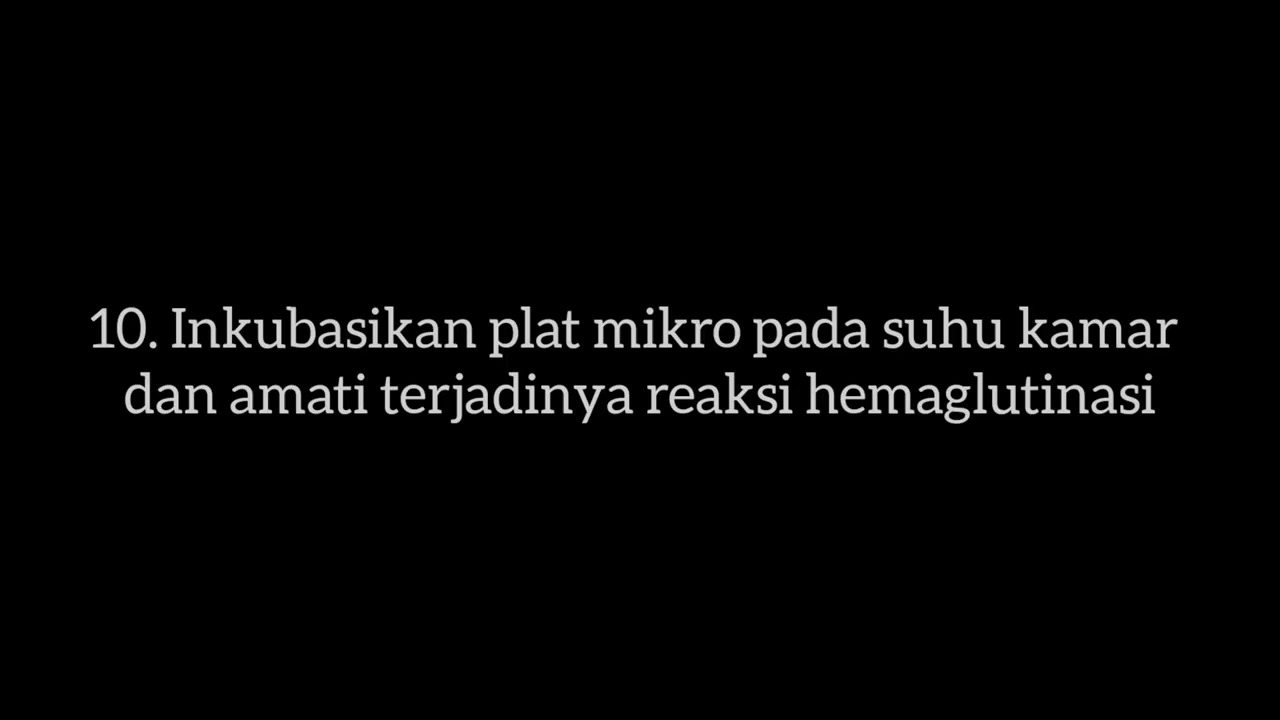 10. Inkubasikan plat mikro pada suhu kamar
dan amati terjadinya reaksi hemaglutinasi